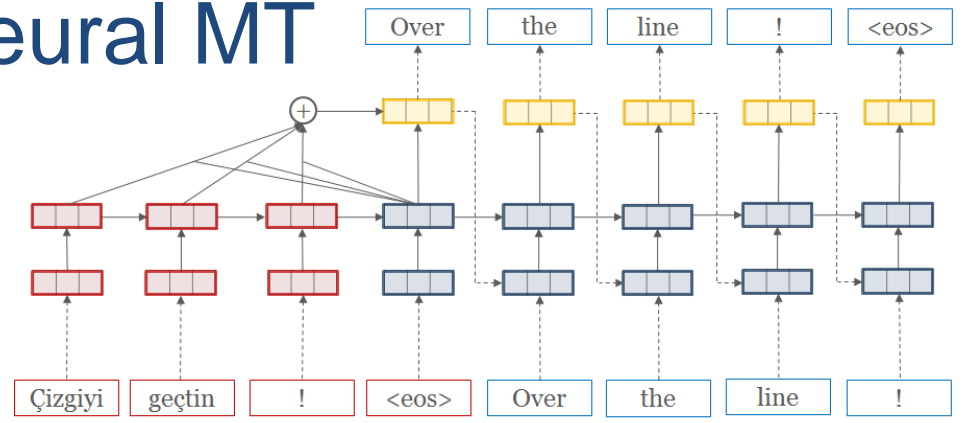 eural MT
Over the line ! <eos>
+
Çizgiyi geçtin ! <eos> Over the line !